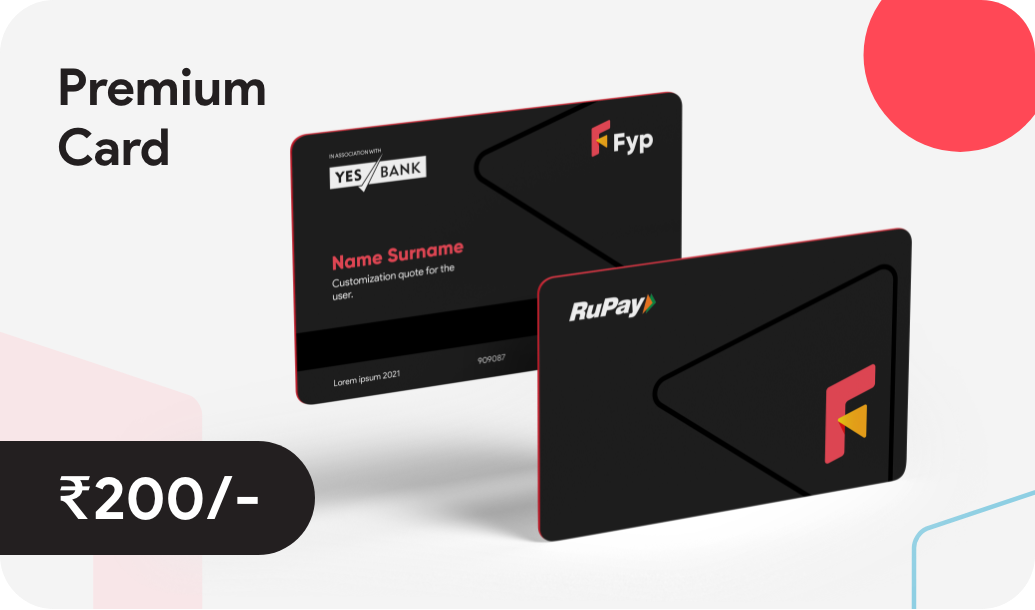 Premium
Card
IN ASSOCIATION WITH
YES BANK
Fyp
Name Surname
Customization quote for the
user.
Lorem ipsum 2021
909087
RuPay
₹200/-